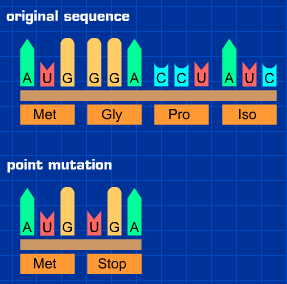 original sequence
A U G G G A C C U A U C
Met Gly Pro Iso
point mutation
A U G U G A
Met Stop